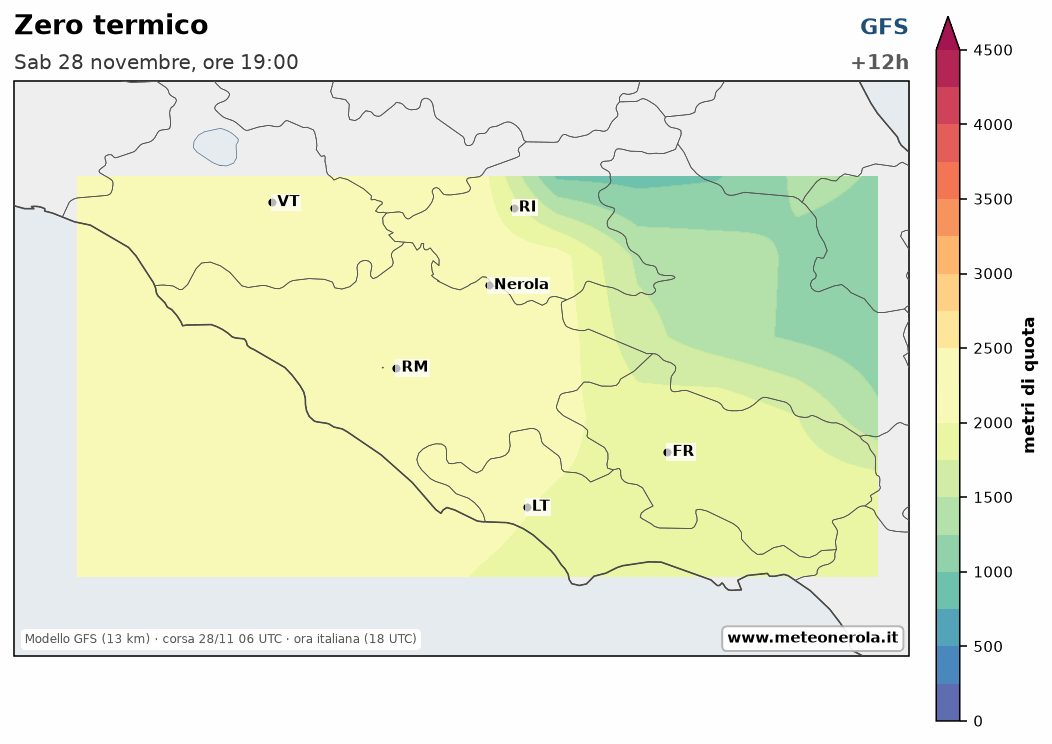 Zero termico
GFS
Sab 28 novembre, ore 19:00
+12h
VT
RI
Nerola
RM
FR
LT
Modello GFS (13 km) · corsa 28/11 06 UTC · ora italiana (18 UTC)
www.meteonerola.it
4500
4000
3500
3000
2500
2000
1500
1000
500
0
metri di quota